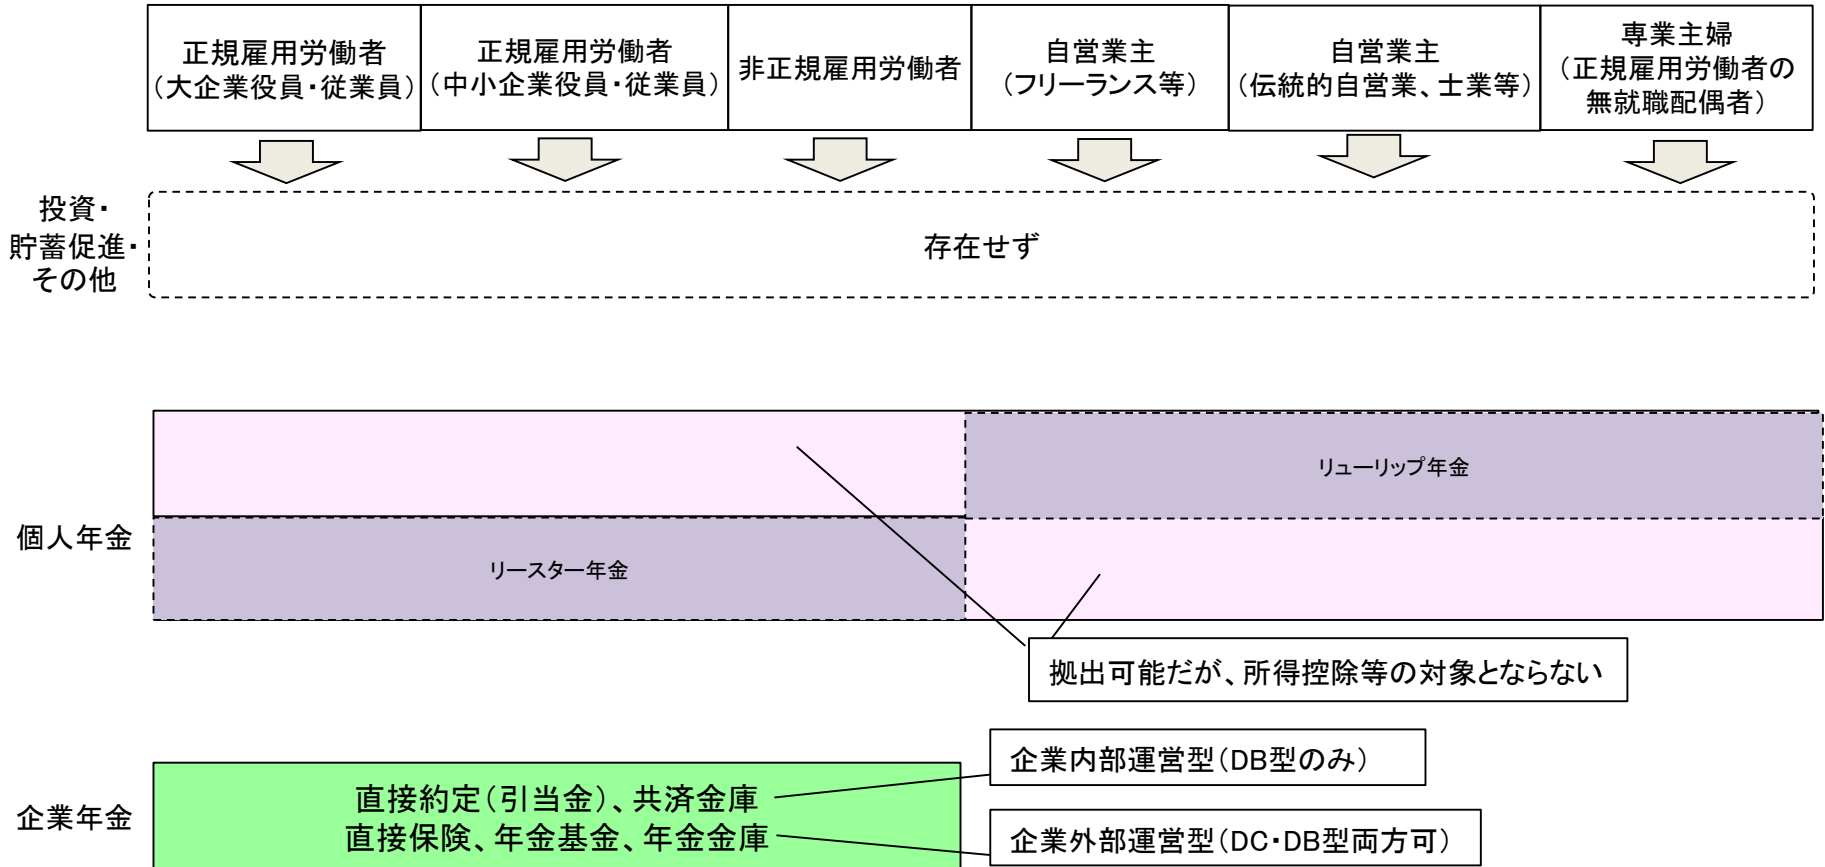 正規雇用労働者
（大企業役員・従業員）
正規雇用労働者
（中小企業役員・従業員）
非正規雇用労働者
自営業主
（フリーランス等）
自営業主
（伝統的自営業、士業等）
専業主婦
（正規雇用労働者の
無就職配偶者）
投資・
貯蓄促進・
その他
存在せず
個人年金
リューリップ年金
リースター年金
拠出可能だが、所得控除等の対象とならない
企業年金
直接約定（引当金）、共済金庫
直接保険、年金基金、年金金庫
企業内部運営型（DB型のみ）
企業外部運営型（DC・DB型両方可）